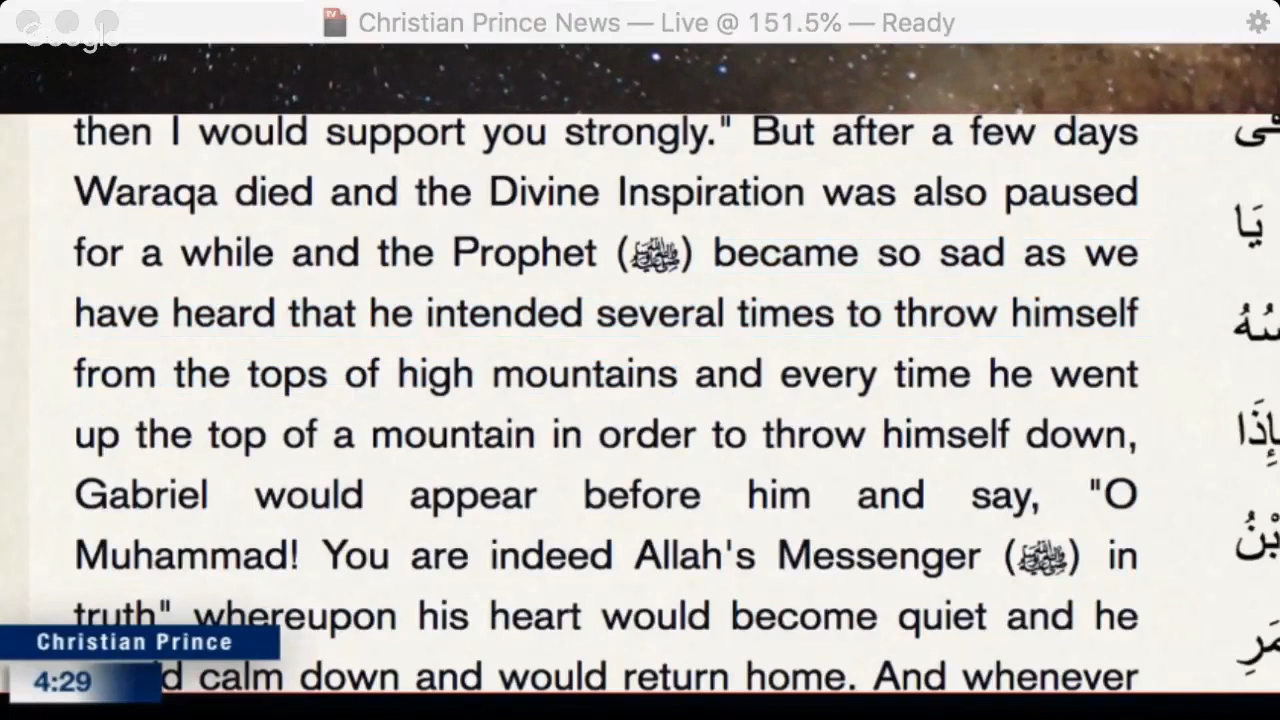 Christian Prince News — Live @ 151.5% — Ready
Google
then I would support you strongly." But after a few days
Waraqa died and the Divine Inspiration was also paused
for a while and the Prophet (ﷺ) became so sad as we
have heard that he intended several times to throw himself
from the tops of high mountains and every time he went
up the top of a mountain in order to throw himself down,
Gabriel would appear before him and say, "O
Muhammad! You are indeed Allah's Messenger (ﷺ) in
truth" whereupon his heart would become quiet and he
calm down and would return home. And whenever
يَا
Christian Prince
4:29